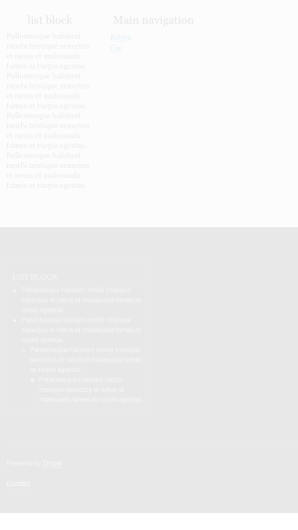 list block
Pellentesque habitant
morbi tristique senectus
et netus et malesuada
fames ac turpis egestas.
Pellentesque habitant
morbi tristique senectus
et netus et malesuada
fames ac turpis egestas.
Pellentesque habitant
morbi tristique senectus
et netus et malesuada
fames ac turpis egestas.
Pellentesque habitant
morbi tristique senectus
et netus et malesuada
fames ac turpis egestas.
Main navigation
LIST BLOCK
Pellentesque habitant morbi tristique
senectus et netus et malesuada fames ac
turpis egestas.
Pellentesque habitant morbi tristique
senectus et netus et malesuada fames ac
turpis egestas.
Pellentesque habitant morbi tristique
senectus et netus et malesuada fames
ac turpis egestas.
Pellentesque habitant morbi
tristique senectus et netus et
malesuada fames ac turpis egestas.
Powered by Drupal
Contact